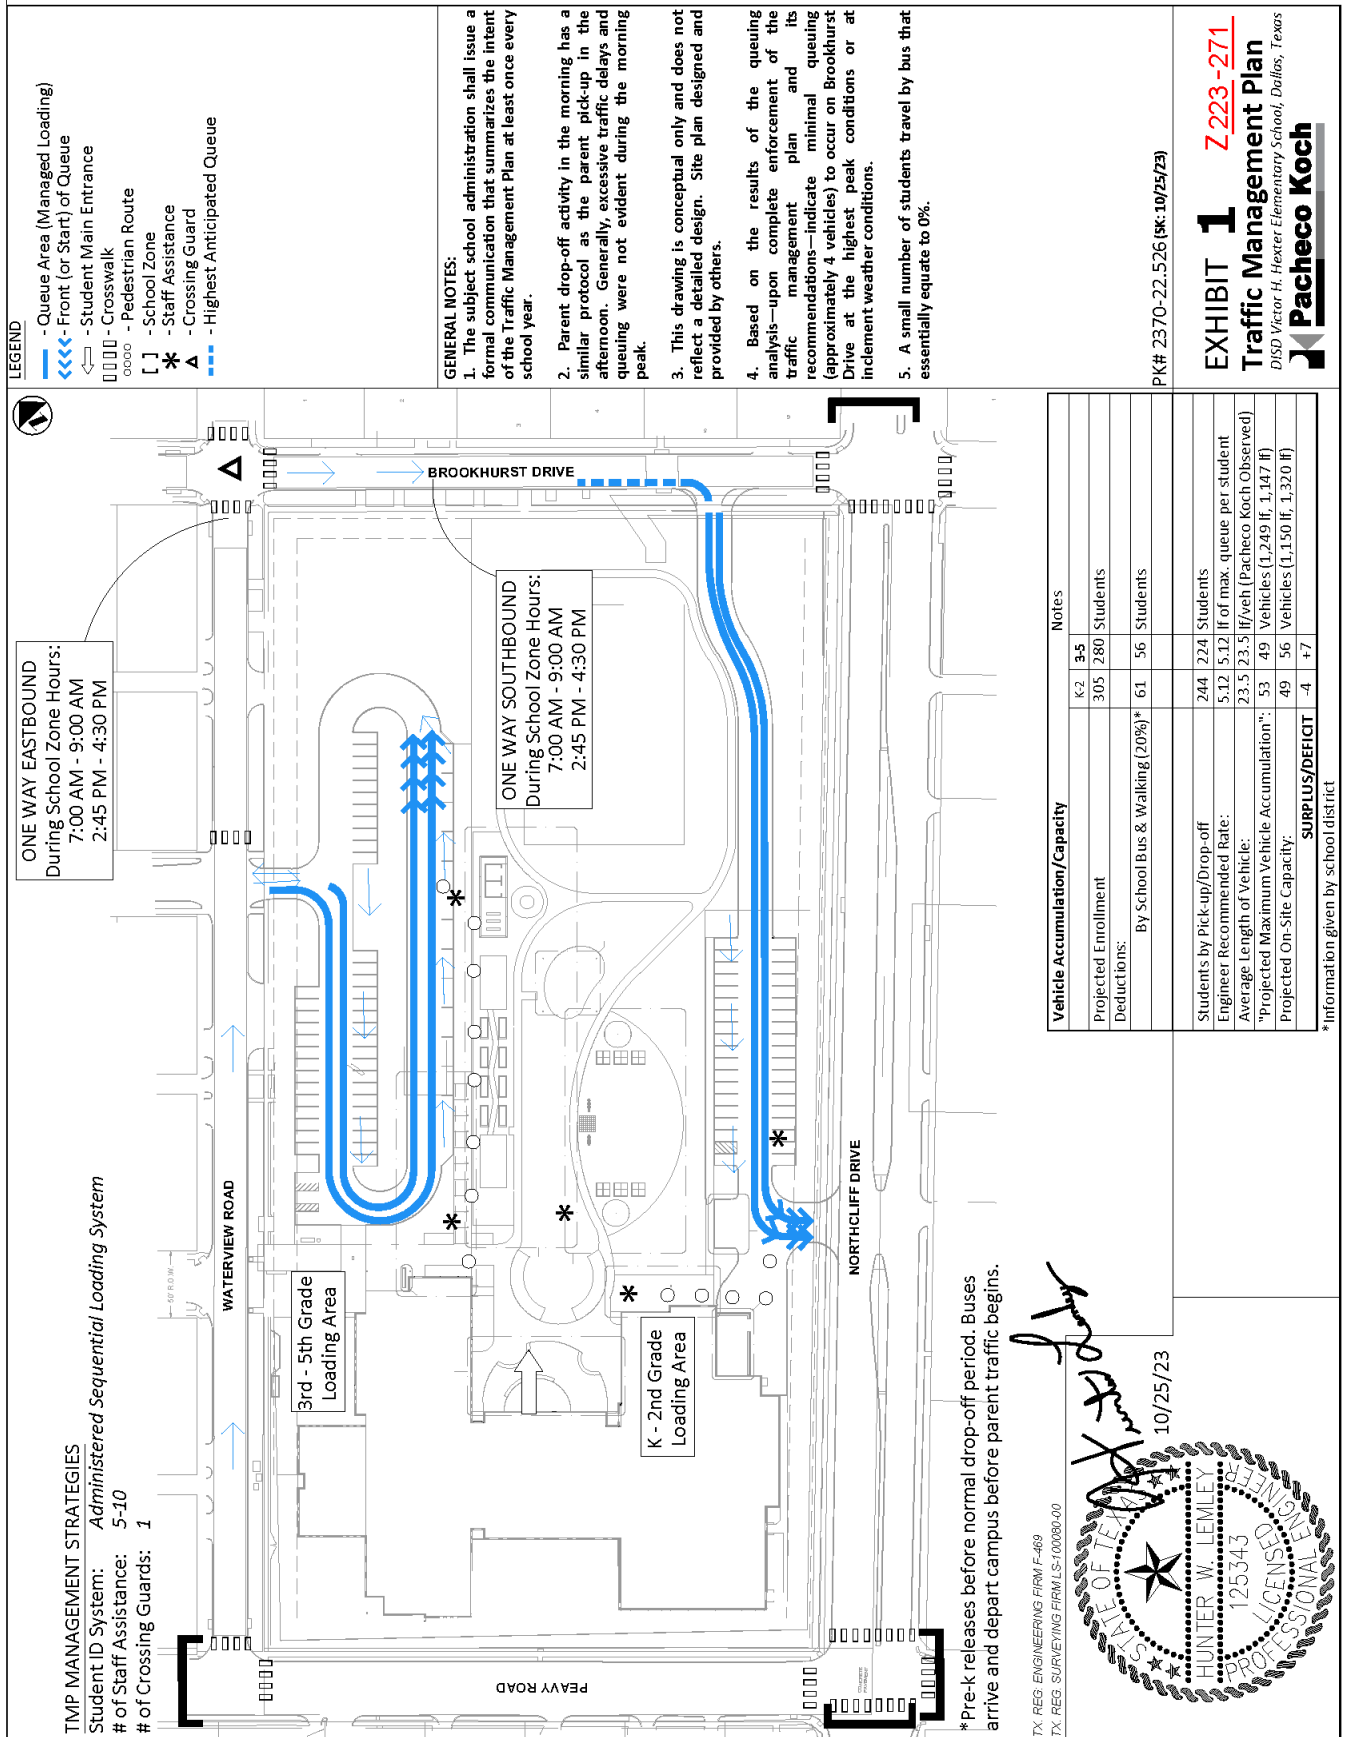 TMP MANAGEMENT STRATEGIES
Student ID System: Administered Sequential Loading System
# of Staff Assistance: 5-10
# of Crossing Guards: 1
ONE WAY EASTBOUND
During School Zone Hours:
7:00 AM - 9:00 AM
2:45 PM - 4:30 PM
WATERVIEW ROAD
60' R.O.W.
3rd - 5th Grade
Loading Area
BROOKHURST DRIVE
ONE WAY SOUTHBOUND
During School Zone Hours:
7:00 AM - 9:00 AM
2:45 PM - 4:30 PM
K - 2nd Grade
Loading Area
PEAVY ROAD
NORTHCLIFF DRIVE
*Pre-k releases before normal drop-off period. Buses
arrive and depart campus before parent traffic begins.
TX. REG. ENGINEERING FIRM F-469
TX. REG. SURVEYING FIRM LS-100080-00
STATE OF TEXAS
HUNTER W. LEMLEY
125343
LICENSED
PROFESSIONAL ENGINEER
10/25/23
Vehicle Accumulation/Capacity Notes
K-2 3-5
Projected Enrollment 305 280 Students
Deductions:
By School Bus & Walking (20%)* 61 56 Students
Students by Pick-up/Drop-off 244 224 Students
Engineer Recommended Rate: 5.12 5.12 lf of max. queue per student
Average Length of Vehicle: 23.5 23.5 lf/veh (Pacheco Koch Observed)
"Projected Maximum Vehicle Accumulation": 53 49 Vehicles (1,249 lf, 1,147 lf)
Projected On-Site Capacity: 49 56 Vehicles (1,150 lf, 1,320 lf)
SURPLUS/DEFICIT -4 +7
*Information given by school district
LEGEND
- Queue Area (Managed Loading)
- Front (or Start) of Queue
- Student Main Entrance
- Crosswalk
- Pedestrian Route
[ ] - School Zone
* - Staff Assistance
- Crossing Guard
- Highest Anticipated Queue
GENERAL NOTES:
1. The subject school administration shall issue a
formal communication that summarizes the intent
of the Traffic Management Plan at least once every
school year.
2. Parent drop-off activity in the morning has a
similar protocol as the parent pick-up in the
afternoon. Generally, excessive traffic delays and
queuing were not evident during the morning
peak.
3. This drawing is conceptual only and does not
reflect a detailed design. Site plan designed and
provided by others.
4. Based on the results of the queuing
analysis—upon complete enforcement of the
traffic management plan and its
recommendations—indicate minimal queuing
(approximately 4 vehicles) to occur on Brookhurst
Drive at the highest peak conditions or at
inclement weather conditions.
5. A small number of students travel by bus that
essentially equate to 0%.
PK# 2370-22.526 (SK: 10/25/23)
EXHIBIT 1 Z223-271
Traffic Management Plan
DISD Victor H. Hexter Elementary School, Dallas, Texas
Pacheco Koch